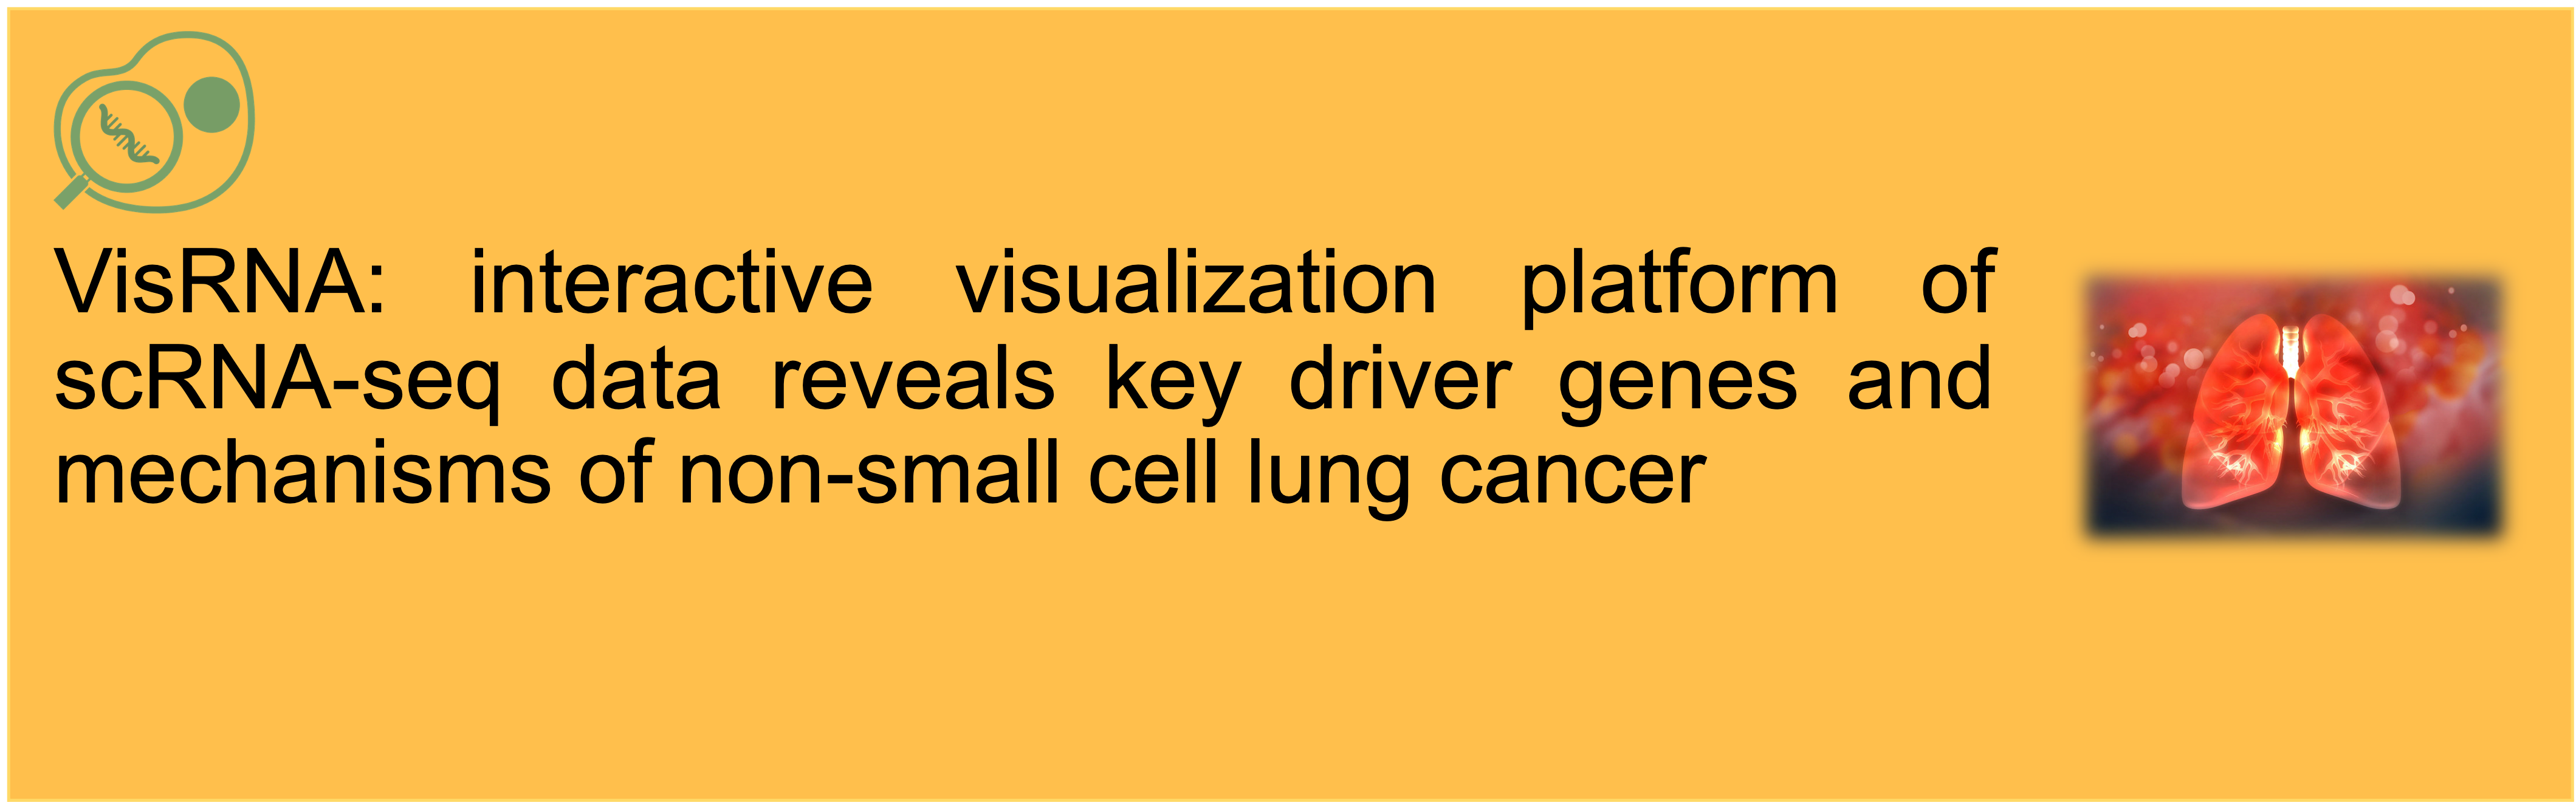 VisRNA: interactive visualization platform of
scRNA-seq data reveals key driver genes and
mechanisms of non-small cell lung cancer